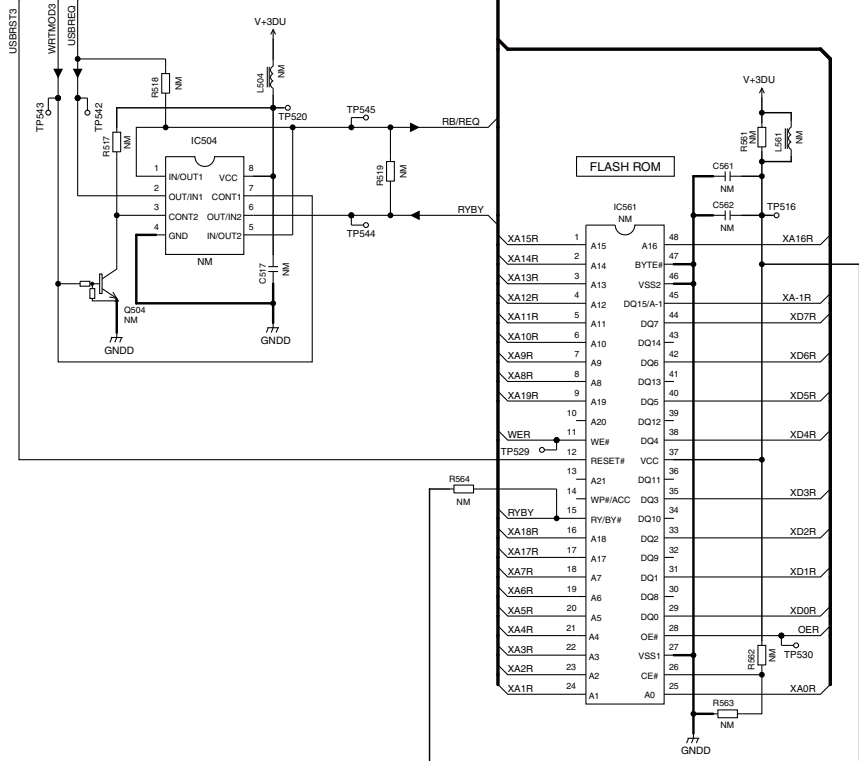 USBRST3
WRTMOD3
USBREQ
V+3DU
L504
NM
TP520
R518
NM
TP543
TP542
R517
NM
IC504
1
IN/OUT1
2
OUT/IN1
3
CONT2
4
GND
VCC
8
CONT1
7
OUT/IN2
6
IN/OUT2
5
NM
TP545
RB/REQ
R519
NM
RYBY
TP544
C517
NM
Q504
NM
GNDD
GNDD
V+3DU
R561
NM
L561
NM
FLASH ROM
C561
NM
C562
NM
TP516
IC561
NM
XA15R 1 A15 A16 48 XA16R
XA14R 2 A14 BYTE# 47
XA13R 3 A13 VSS2 46
XA12R 4 A12 DQ15/A-1 45 XA-1R
XA11R 5 A11 DQ7 44 XD7R
XA10R 6 A10 DQ14 43
XA9R 7 A9 DQ6 42 XD6R
XA8R 8 A8 DQ13 41
XA19R 9 A19 DQ5 40 XD5R
10 A20 DQ12 39
WER 11 WE# DQ4 38 XD4R
TP529
12 RESET# VCC 37
13 A21 DQ11 36
R564
NM
14 WP#/ACC DQ3 35 XD3R
RYBY 15 RY/BY# DQ10 34
XA18R 16 A18 DQ2 33 XD2R
XA17R 17 A17 DQ9 32
XA7R 18 A7 DQ1 31 XD1R
XA6R 19 A6 DQ8 30
XA5R 20 A5 DQ0 29 XD0R
XA4R 21 A4 OE# 28 OER
TP530
XA3R 22 A3 VSS1 27
R562
NM
XA2R 23 A2 CE# 26
XA1R 24 A1 A0 25 XA0R
R563
NM
GNDD